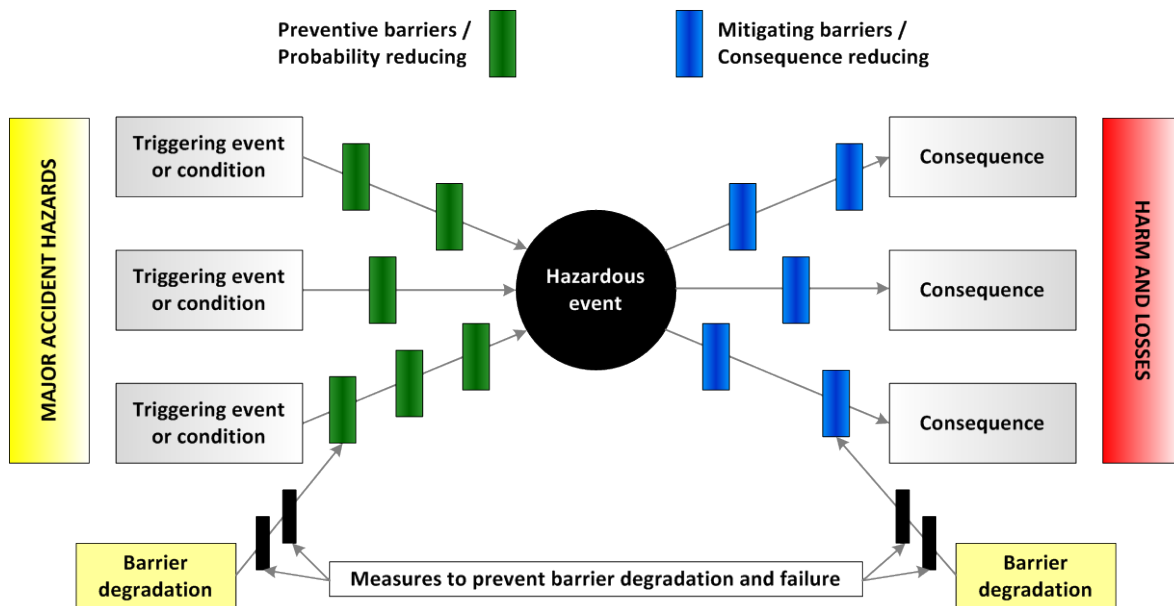 Preventive barriers /
Probability reducing
Mitigating barriers /
Consequence reducing
MAJOR ACCIDENT HAZARDS
Triggering event
or condition
Triggering event
or condition
Triggering event
or condition
Hazardous
event
Consequence
Consequence
Consequence
HARM AND LOSSES
Barrier
degradation
Measures to prevent barrier degradation and failure
Barrier
degradation